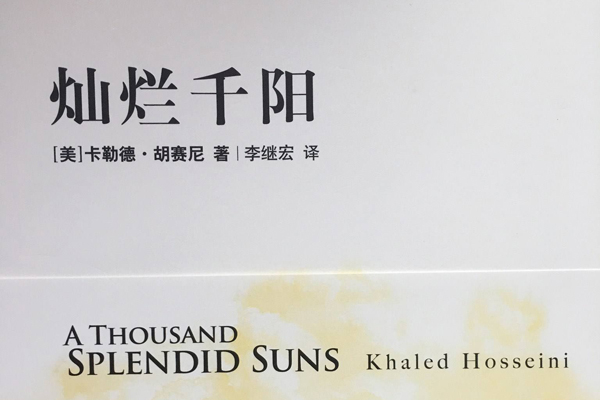 灿烂千阳
[美]卡勒德·胡赛尼 著|李继宏 译
A THOUSAND
SPLENDID SUNS Khaled Hosseini